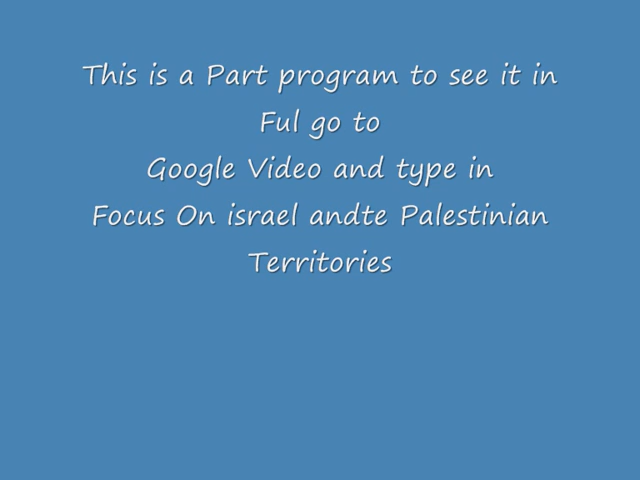 This is a Part program to see it in
Ful go to
Google Video and type in
Focus On israel andte Palestinian
Territories